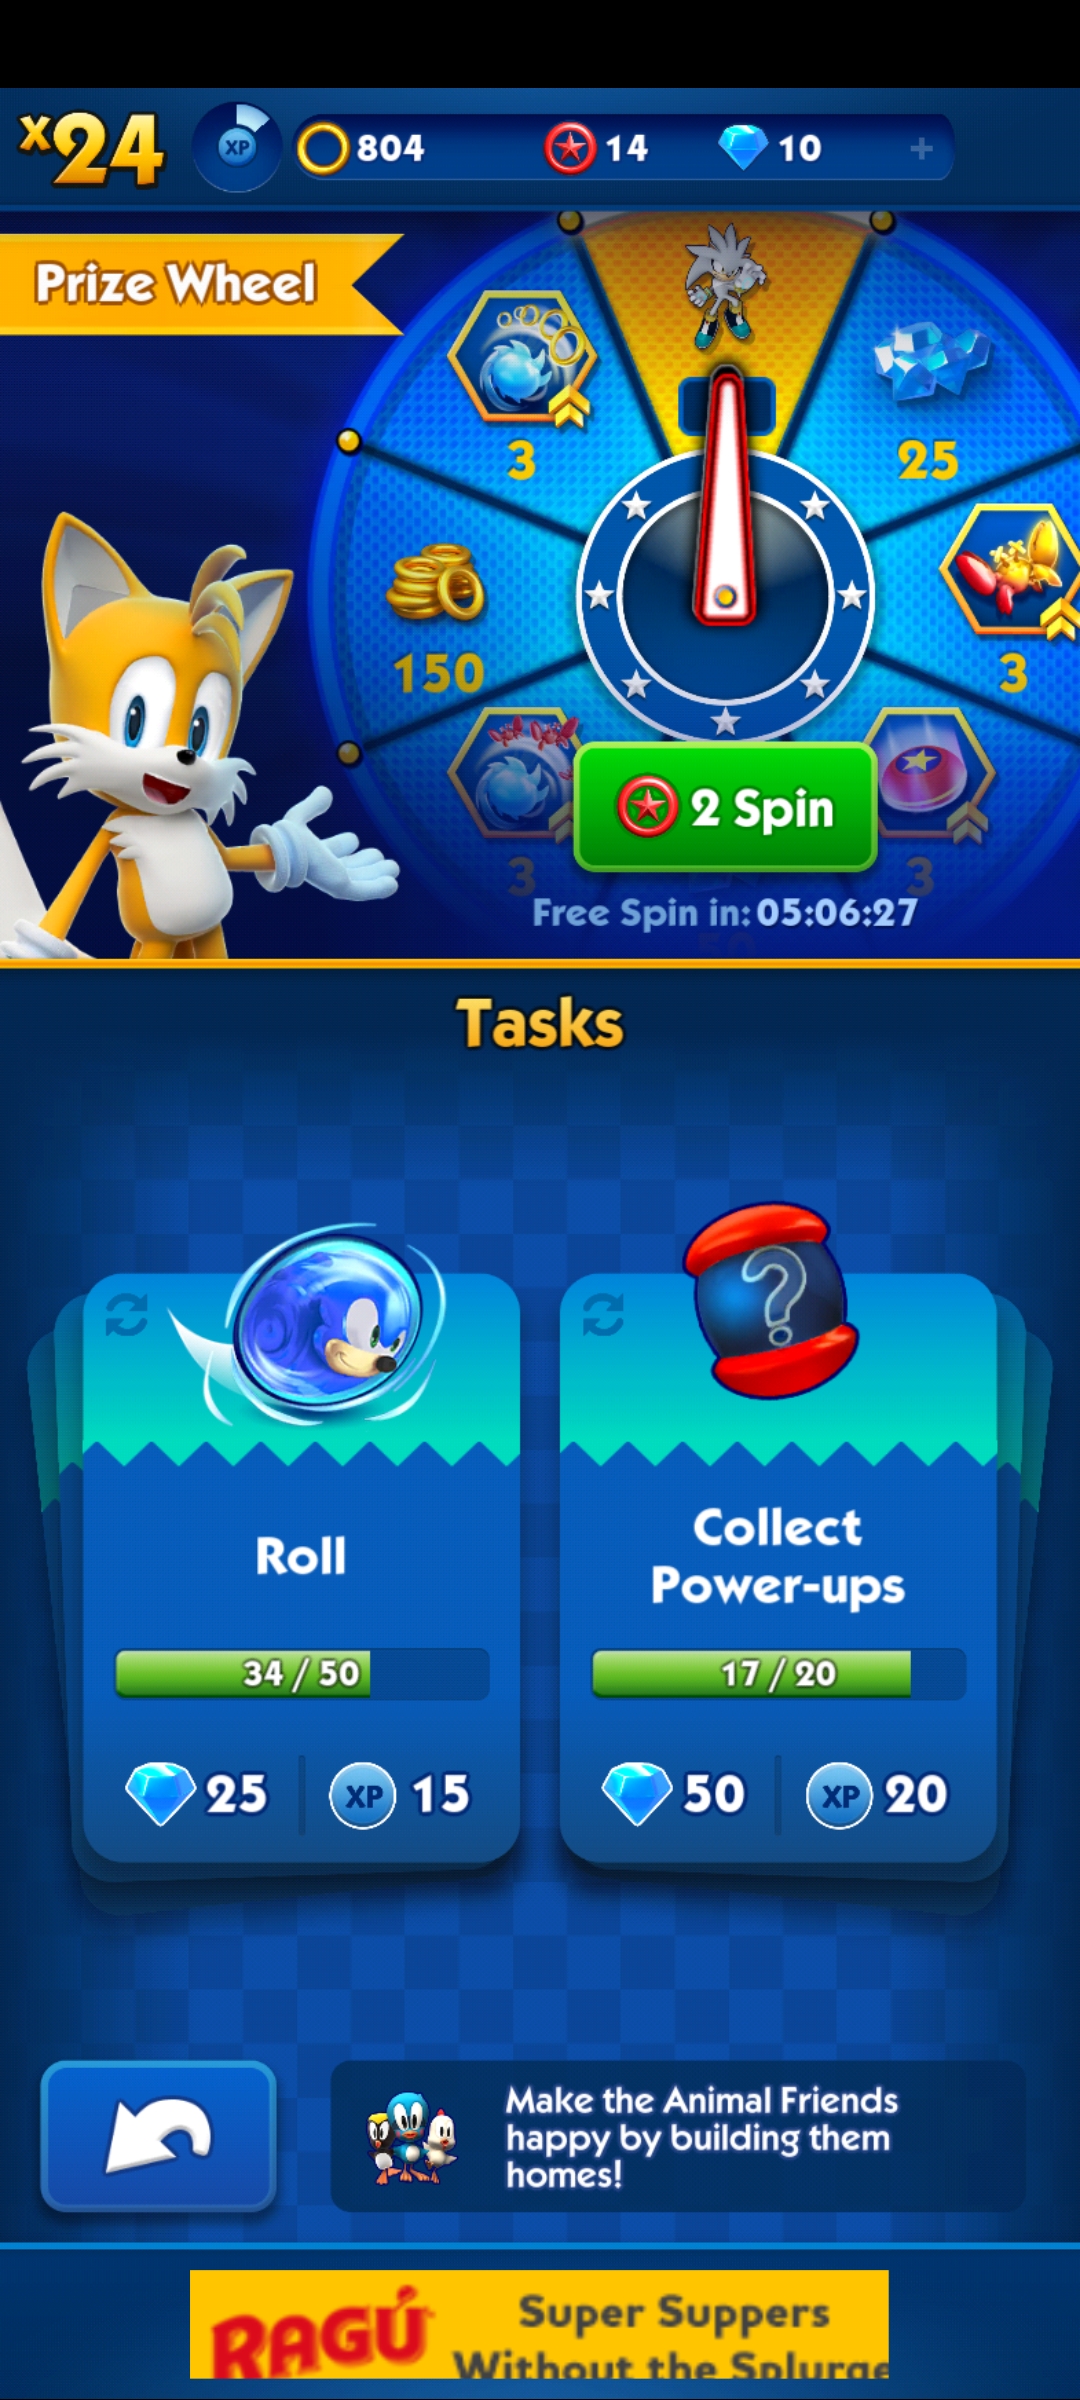 x24
XP
804
14
10
+
Prize Wheel
3
25
150
3
3
3
2 Spin
Free Spin in: 05:06:27
Tasks
?
Roll
Collect
Power-ups
34 / 50
17 / 20
25
XP 15
50
XP 20
Make the Animal Friends
happy by building them
homes!
RAGÚ
Super Suppers
Without the Splurge